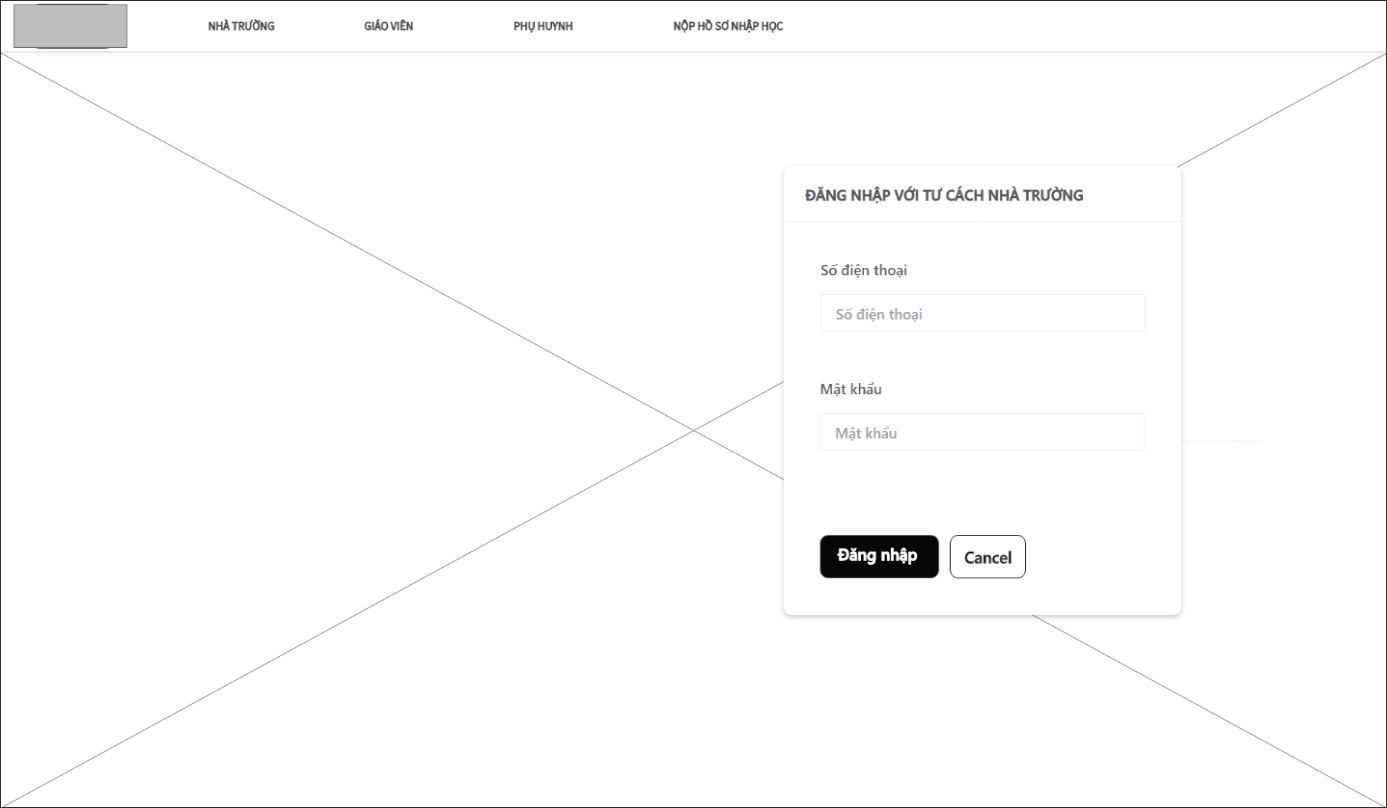 NHÀ TRƯỜNG GIÁO VIÊN PHỤ HUYNH NỘP HỒ SƠ NHẬP HỌC
ĐĂNG NHẬP VỚI TƯ CÁCH NHÀ TRƯỜNG
Số điện thoại
Số điện thoại
Mật khẩu
Mật khẩu
Đăng nhập Cancel